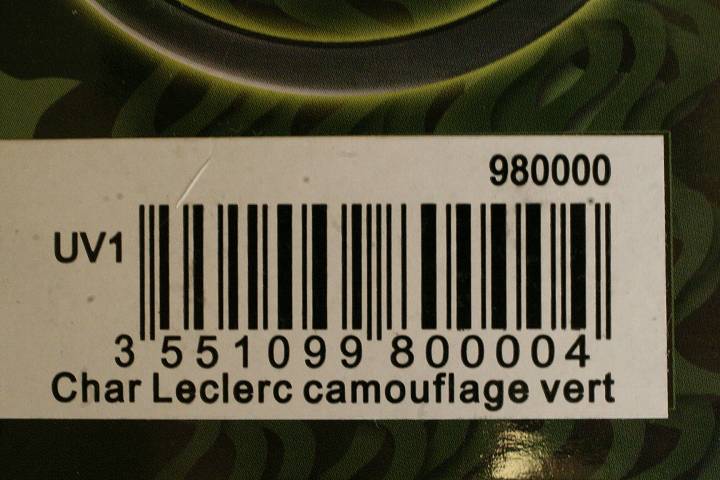 980000
UV1
3 551099 800004
Char Leclerc camouflage vert